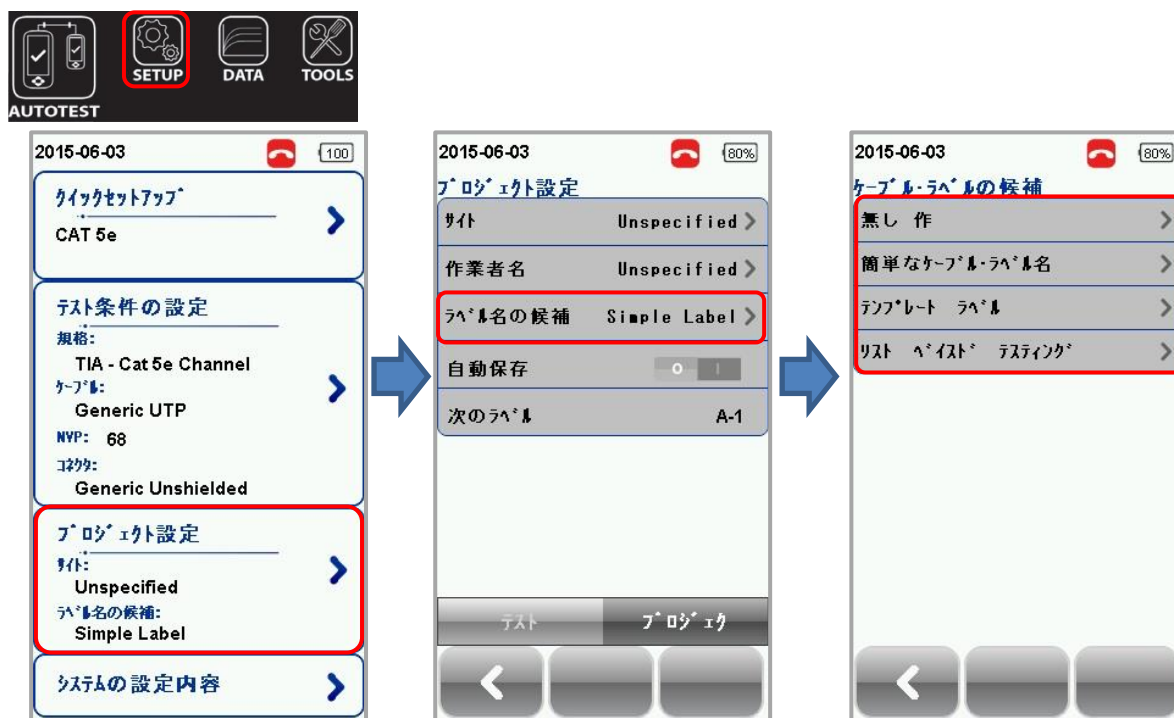 SETUP
DATA
TOOLS
AUTOTEST
2015-06-03
100
クイックセットアップ
CAT 5e
テスト条件の設定
規格:
TIA - Cat 5e Channel
ケーブル:
Generic UTP
NVP: 68
コネクタ:
Generic Unshielded
プロジェクト設定
サイト:
Unspecified
ラベル名の候補:
Simple Label
システムの設定内容
2015-06-03
80%
プロジェクト設定
サイト Unspecified
作業者名 Unspecified
ラベル名の候補 Simple Label
自動保存 O I
次のラベル A-1
テスト プロジェク
2015-06-03
80%
ケーブル・ラベルの候補
無し 作
簡単なケーブル・ラベル名
テンプレート ラベル
リスト ベイスド テスティング